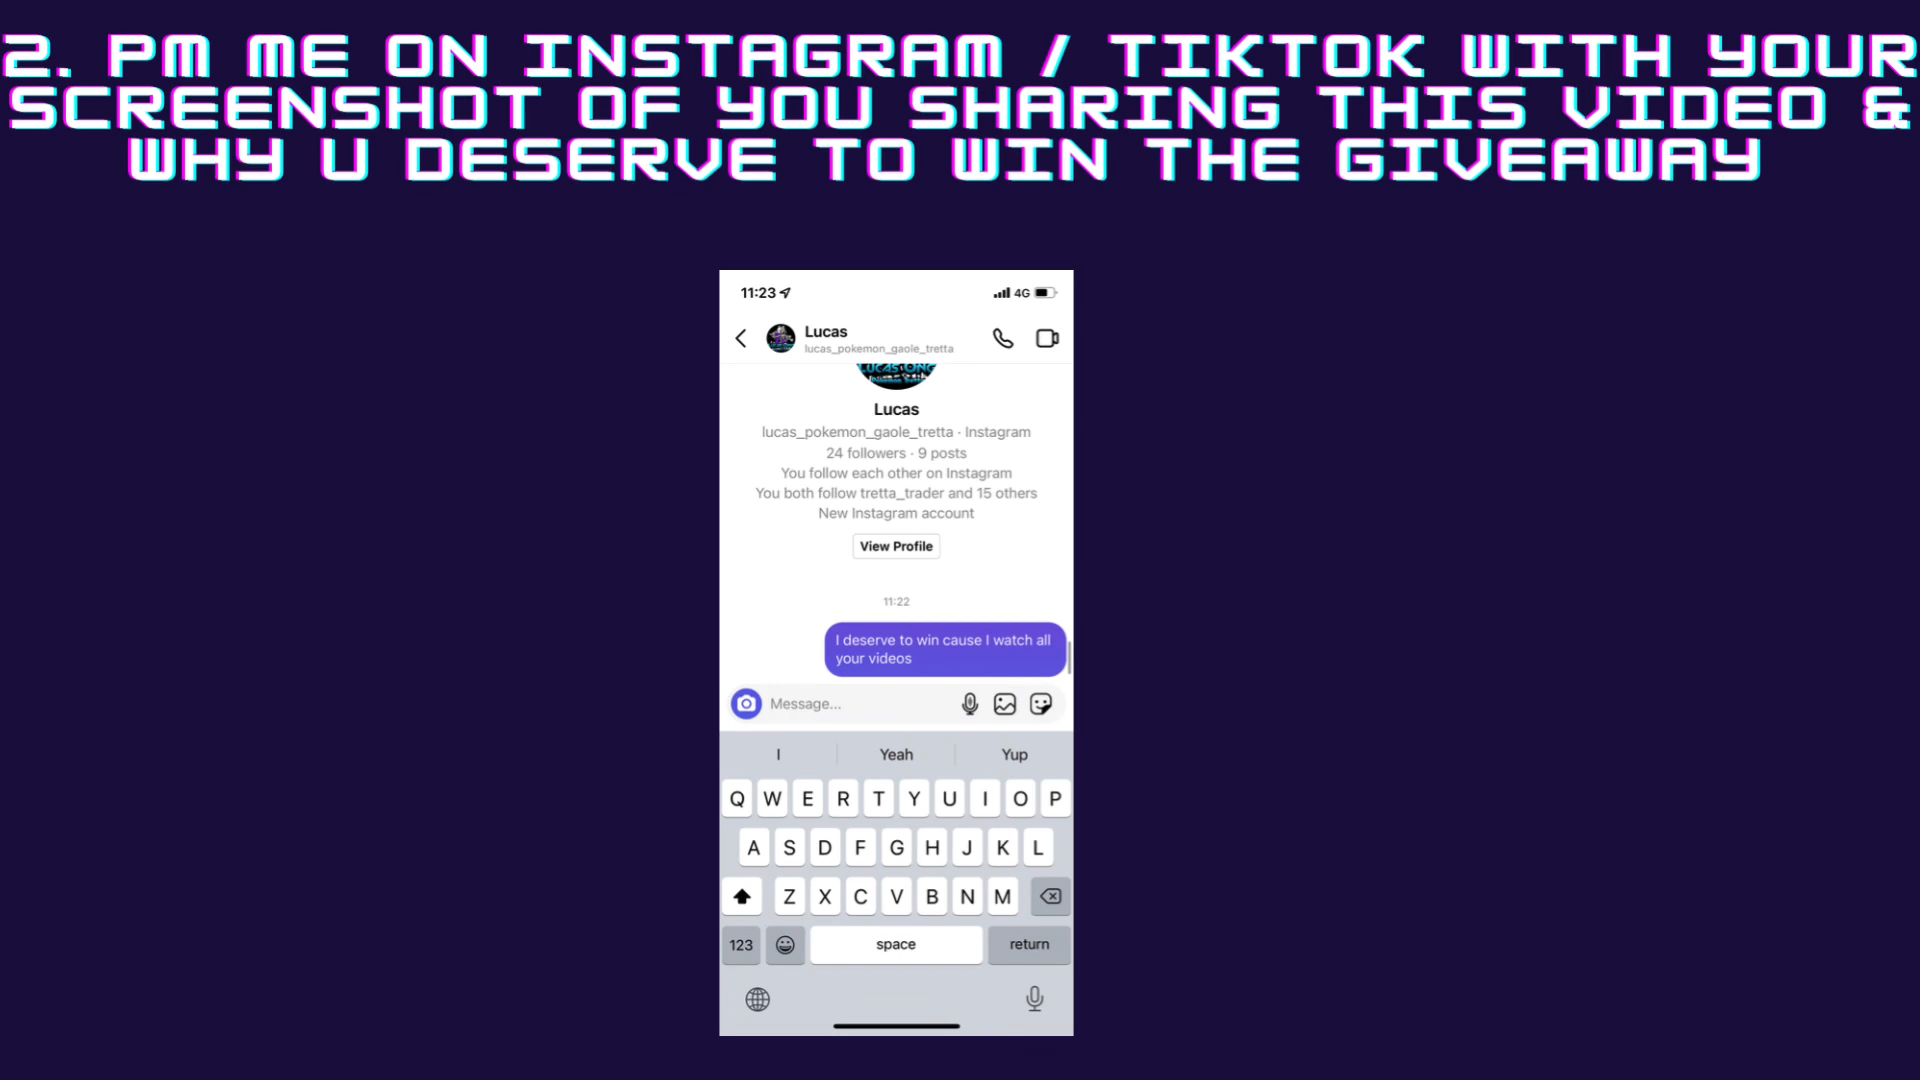 2. PM ME ON INSTAGRAM / TIKTOK WITH YOUR
SCREENSHOT OF YOU SHARING THIS VIDEO &
WHY U DESERVE TO WIN THE GIVEAWAY
11:23
4G
Lucas
lucas_pokemon_gaole_tretta
LUCAS ONG
Lucas
lucas_pokemon_gaole_tretta · Instagram
24 followers · 9 posts
You follow each other on Instagram
You both follow tretta_trader and 15 others
New Instagram account
View Profile
11:22
I deserve to win cause I watch all
your videos
Message...
I Yeah Yup
Q W E R T Y U I O P
A S D F G H J K L
Z X C V B N M
123 space return